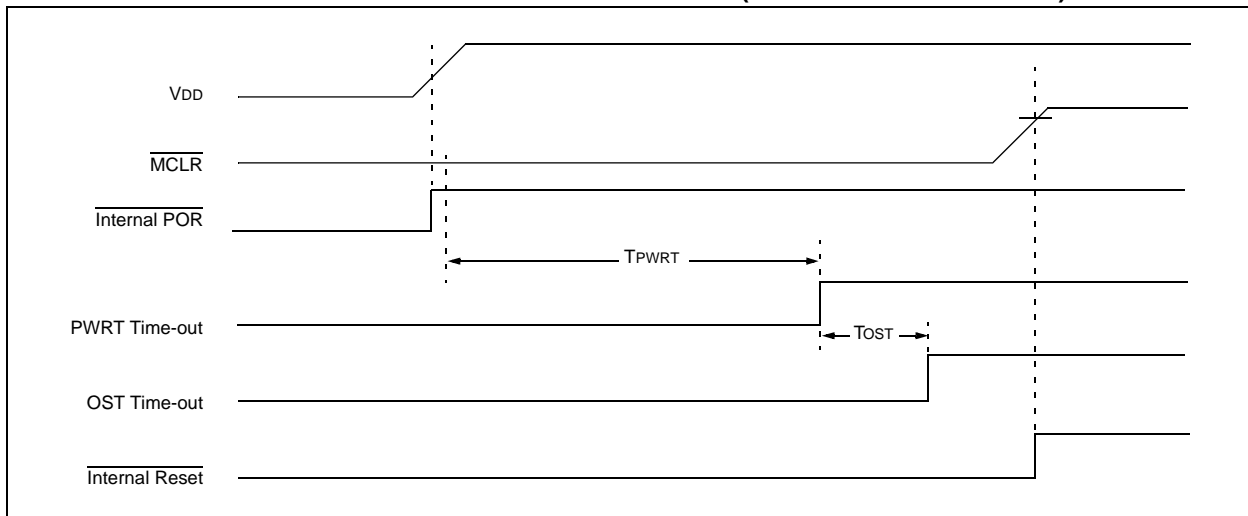 VDD
MCLR
Internal POR
TPWRT
PWRT Time-out
TOST
OST Time-out
Internal Reset